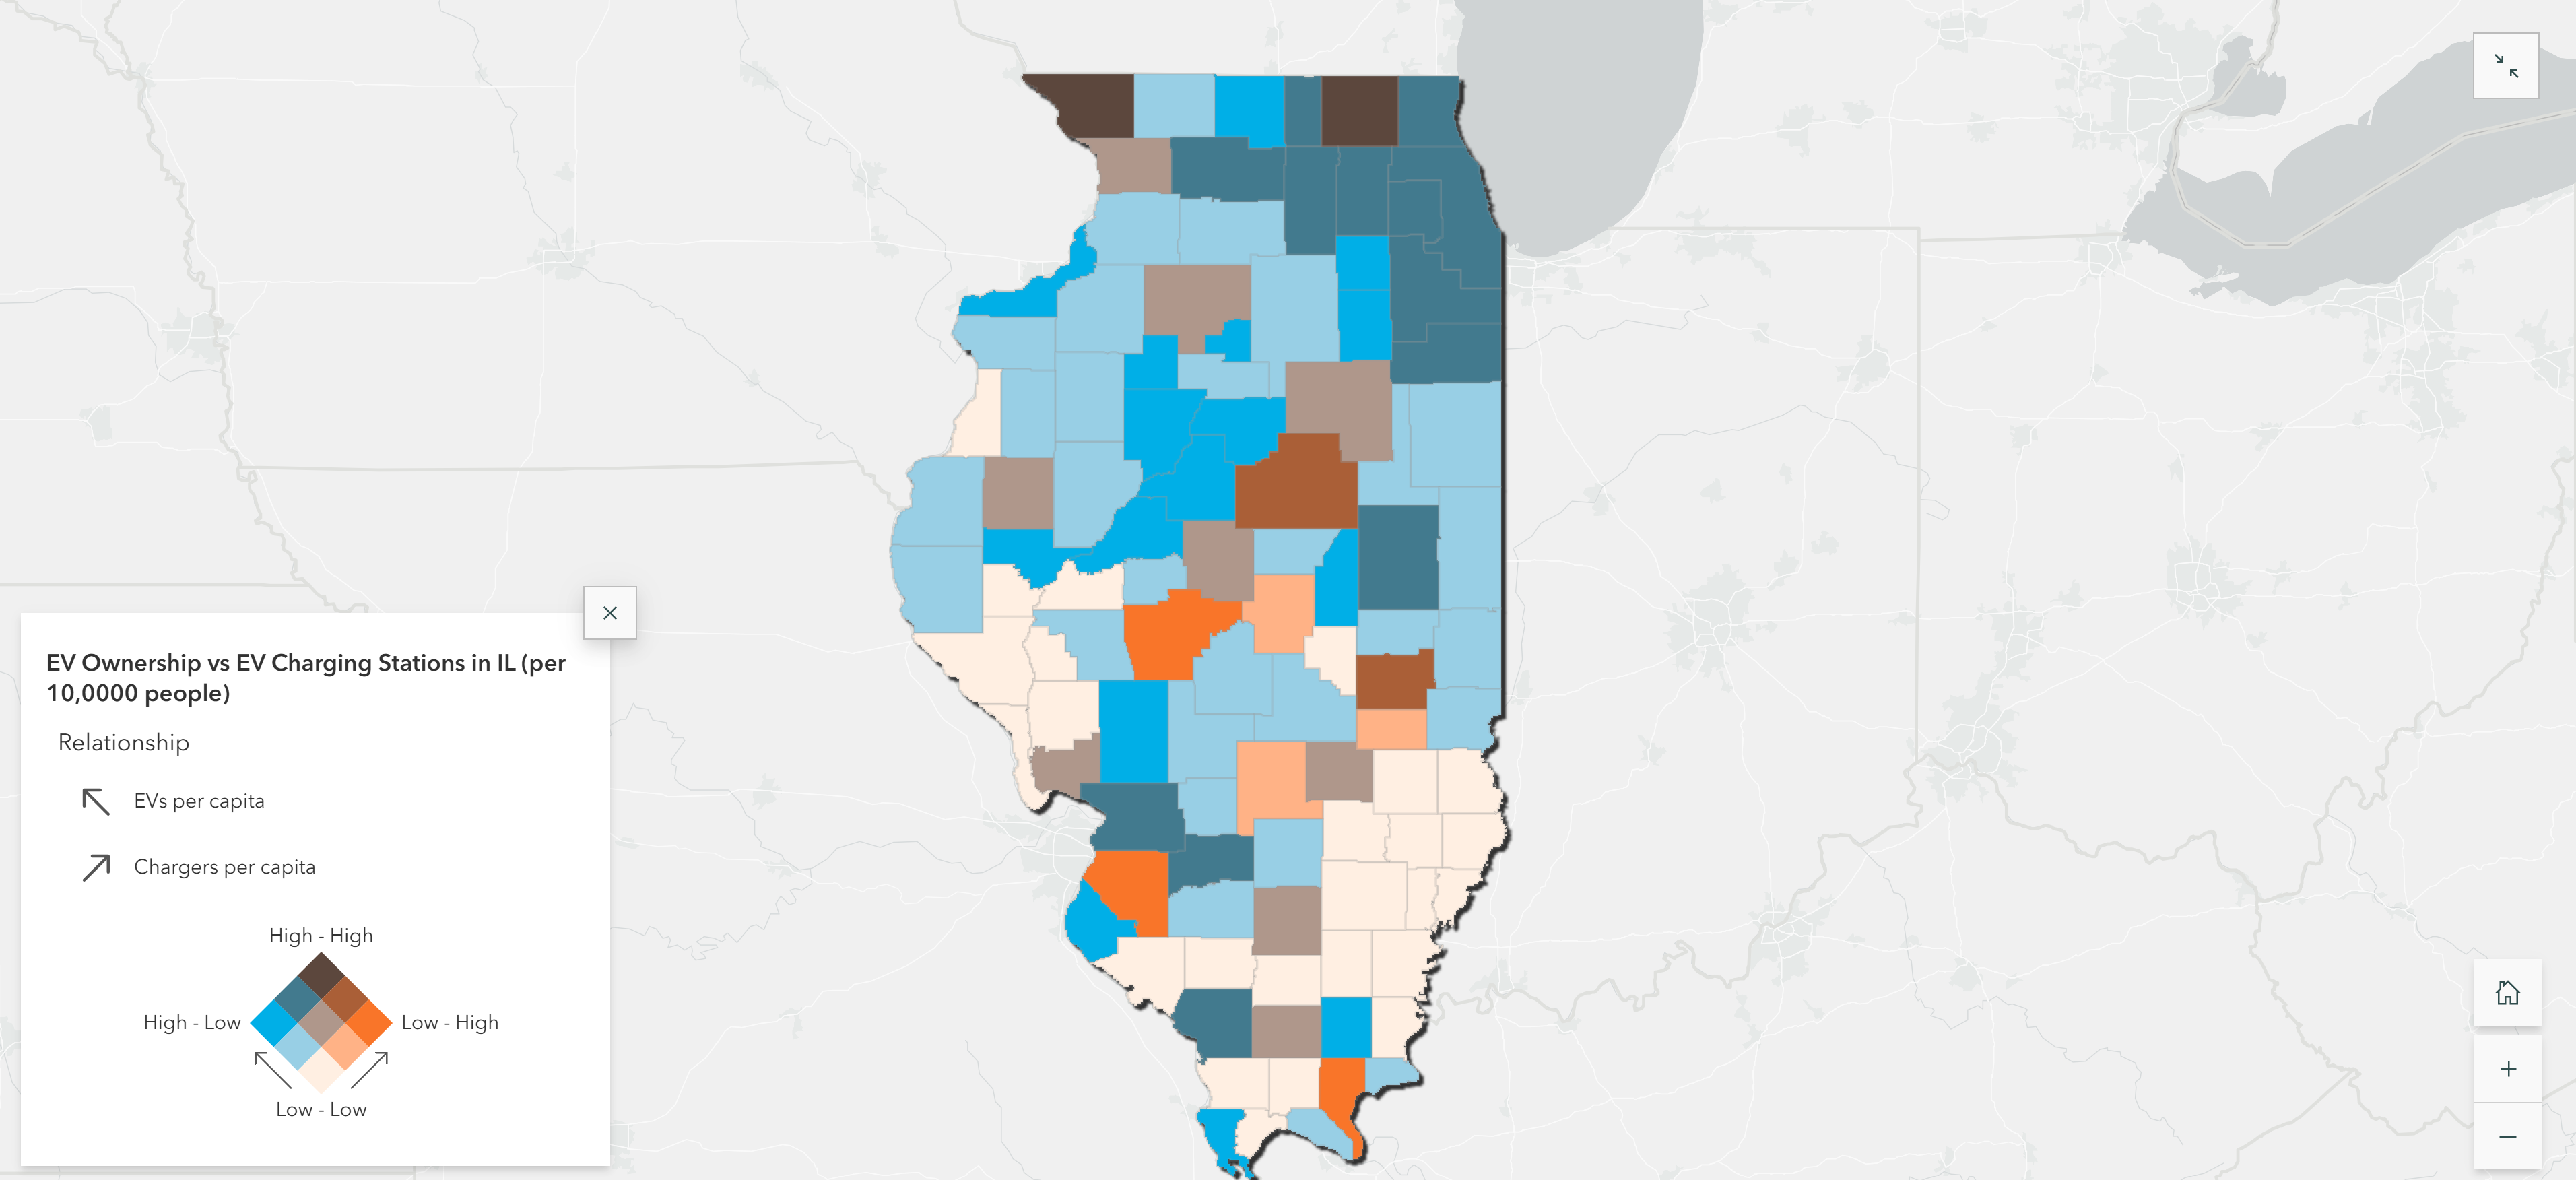 EV Ownership vs EV Charging Stations in IL (per
10,0000 people)
Relationship
EVs per capita
Chargers per capita
High - High
High - Low
Low - High
Low - Low